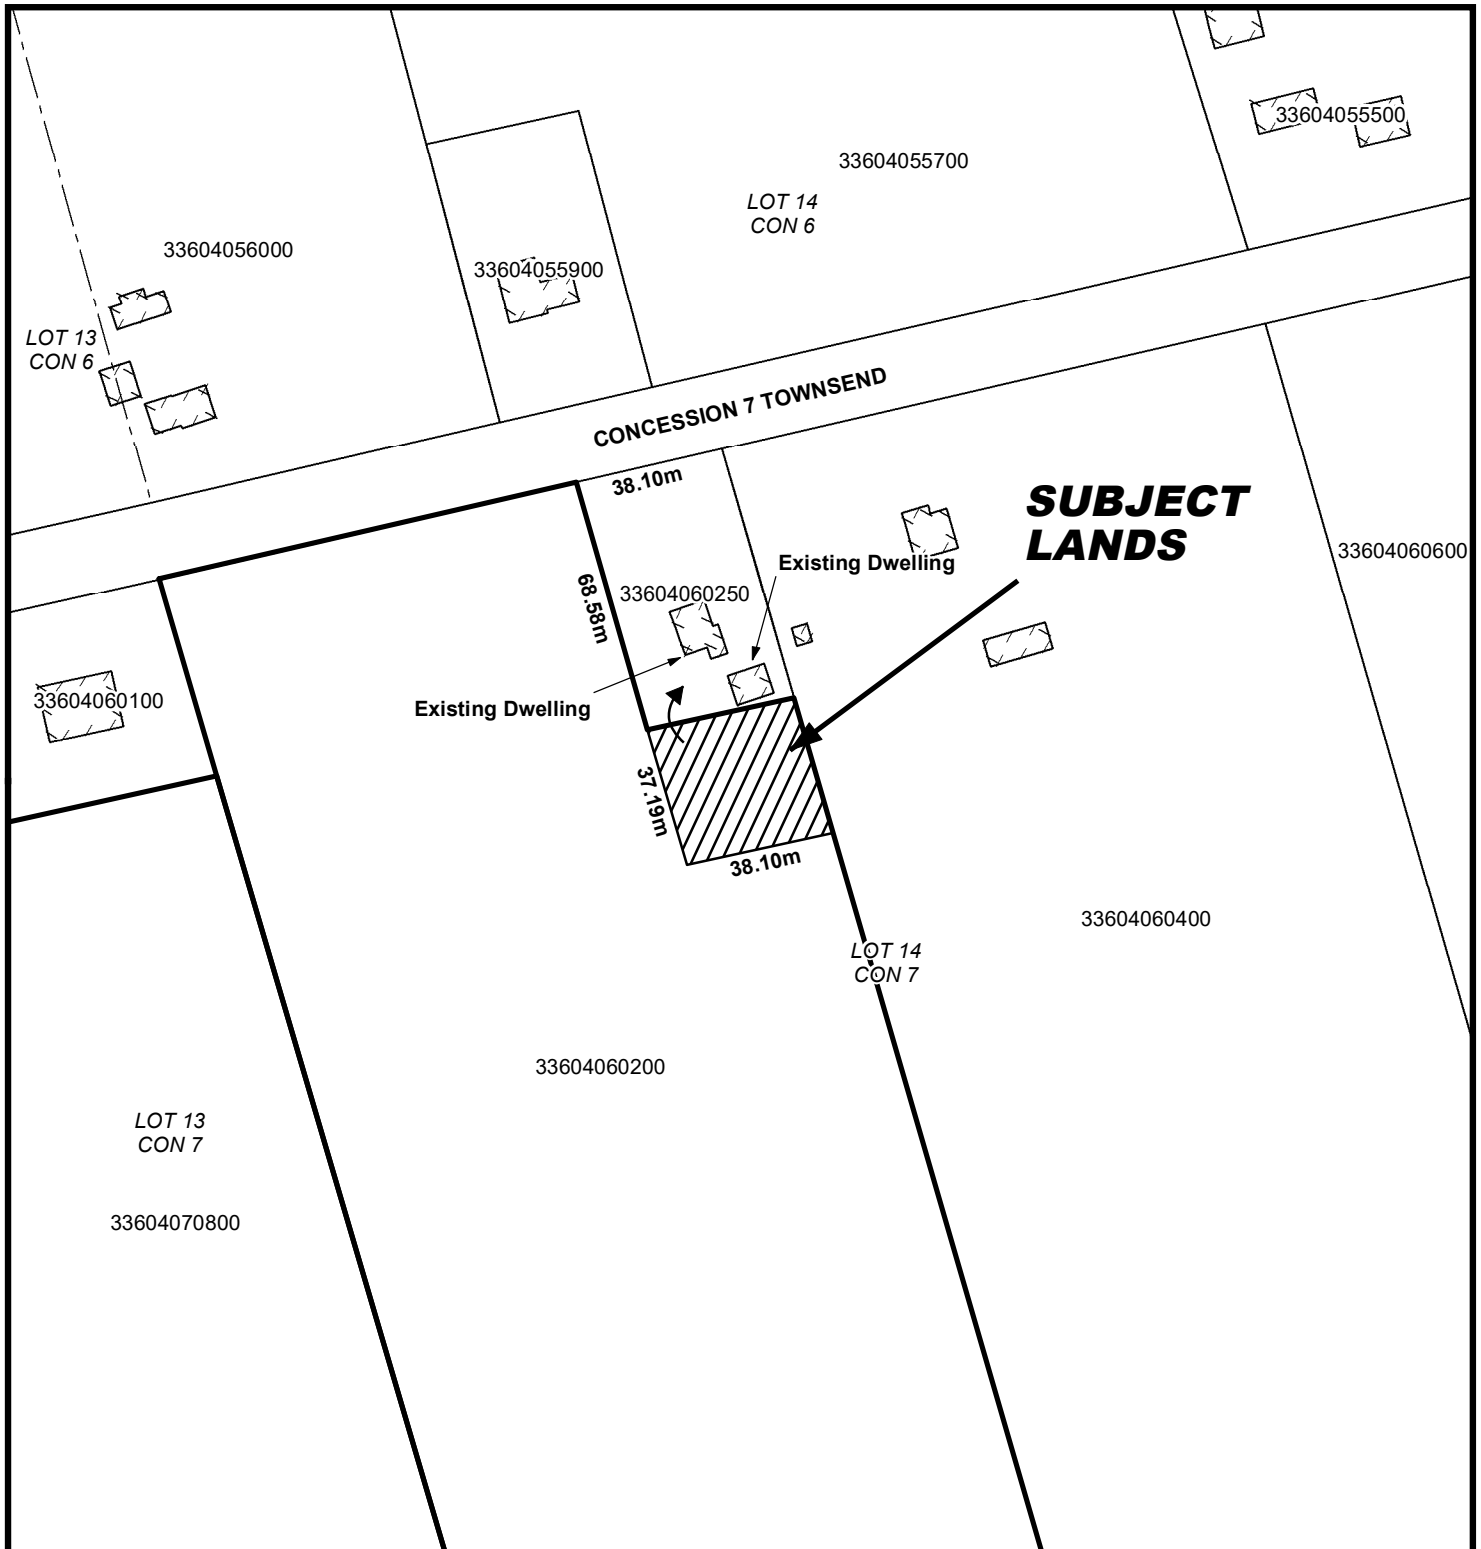 33604055500
33604055700
LOT 14
CON 6
33604056000
33604055900
LOT 13
CON 6
CONCESSION 7 TOWNSEND
38.10m
SUBJECT
LANDS
33604060600
Existing Dwelling
68.58m
33604060250
33604060100
Existing Dwelling
37.19m
38.10m
33604060400
LOT 14
CON 7
33604060200
LOT 13
CON 7
33604070800